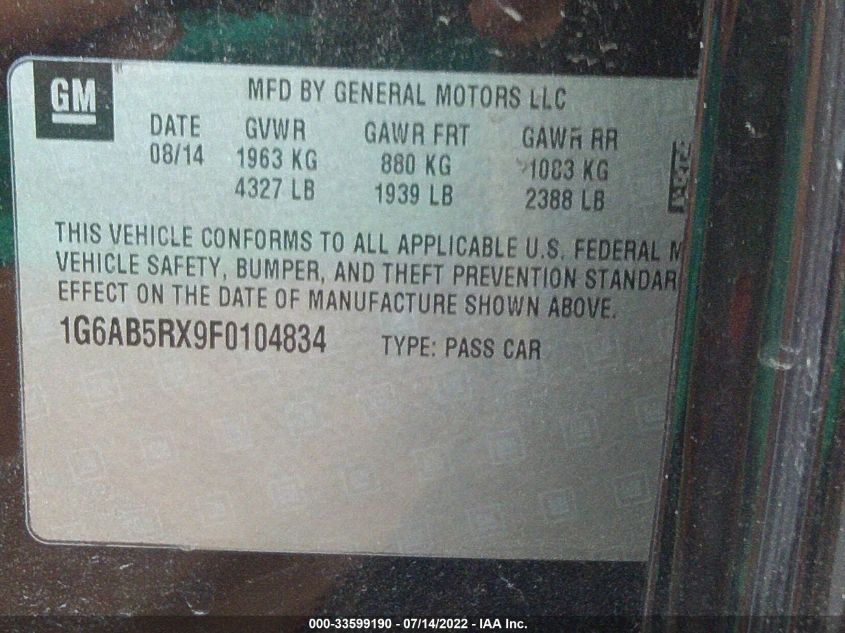 GM
MFD BY GENERAL MOTORS LLC
DATE GVWR GAWR FRT GAWR RR
08/14 1963 KG 880 KG 1083 KG
4327 LB 1939 LB 2388 LB
THIS VEHICLE CONFORMS TO ALL APPLICABLE U.S. FEDERAL M
VEHICLE SAFETY, BUMPER, AND THEFT PREVENTION STANDAR
EFFECT ON THE DATE OF MANUFACTURE SHOWN ABOVE.
1G6AB5RX9F0104834 TYPE: PASS CAR
000-33599190 - 07/14/2022 - IAA Inc.